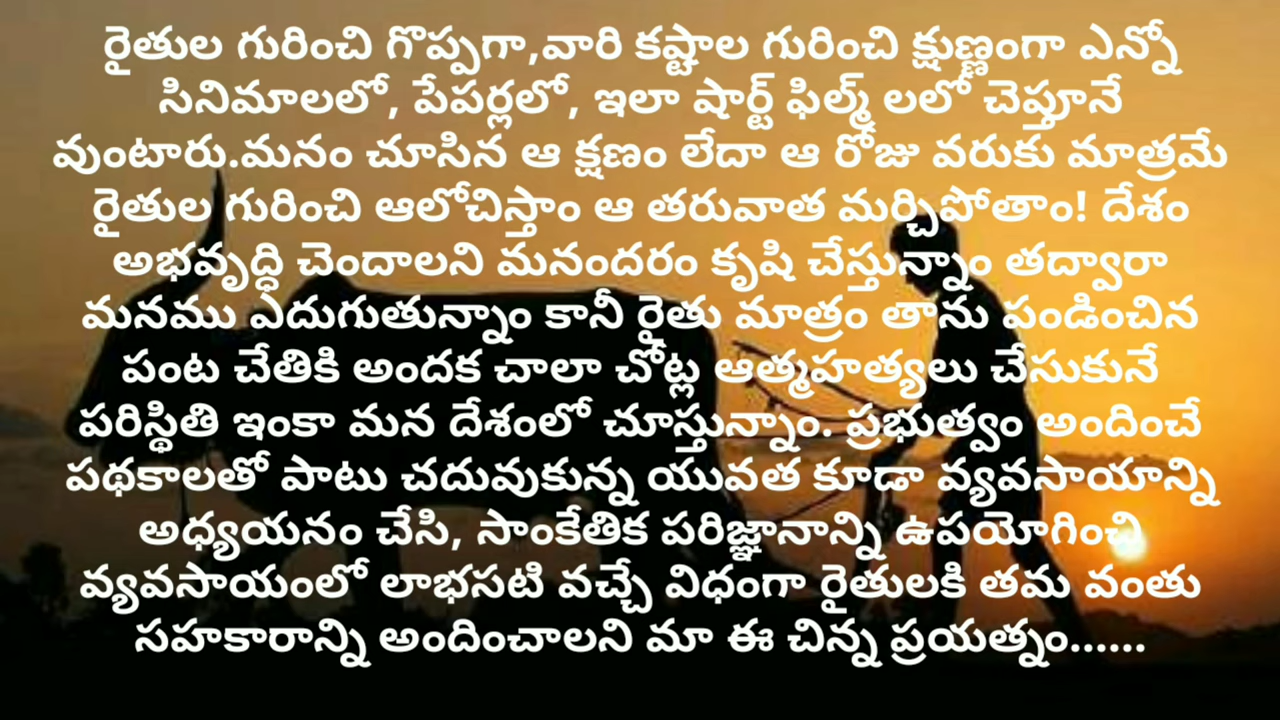 రైతుల గురించి గొప్పగా,వారి కష్టాల గురించి క్షుణ్ణంగా ఎన్నో
సినిమాలలో, పేపర్లలో, ఇలా షార్ట్ ఫిల్మ్ లలో చెప్తూనే
వుంటారు.మనం చూసిన ఆ క్షణం లేదా ఆ రోజు వరుకు మాత్రమే
రైతుల గురించి ఆలోచిస్తాం ఆ తరువాత మర్చిపోతాం! దేశం
అభవృద్ధి చెందాలని మనందరం కృషి చేస్తున్నాం తద్వారా
మనము ఎదుగుతున్నాం కానీ రైతు మాత్రం తాను పండించిన
పంట చేతికి అందక చాలా చోట్ల ఆత్మహత్యలు చేసుకునే
పరిస్థితి ఇంకా మన దేశంలో చూస్తున్నాం. ప్రభుత్వం అందించే
పథకాలతో పాటు చదువుకున్న యువత కూడా వ్యవసాయాన్ని
అధ్యయనం చేసి, సాంకేతిక పరిజ్ఞానాన్ని ఉపయోగించి
వ్యవసాయంలో లాభసటి వచ్చే విధంగా రైతులకి తమ వంతు
సహకారాన్ని అందించాలని మా ఈ చిన్న ప్రయత్నం......